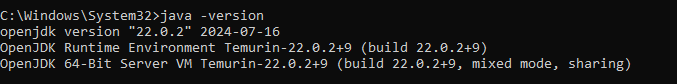 C:\Windows\System32>java -version
openjdk version "22.0.2" 2024-07-16
OpenJDK Runtime Environment Temurin-22.0.2+9 (build 22.0.2+9)
OpenJDK 64-Bit Server VM Temurin-22.0.2+9 (build 22.0.2+9, mixed mode, sharing)